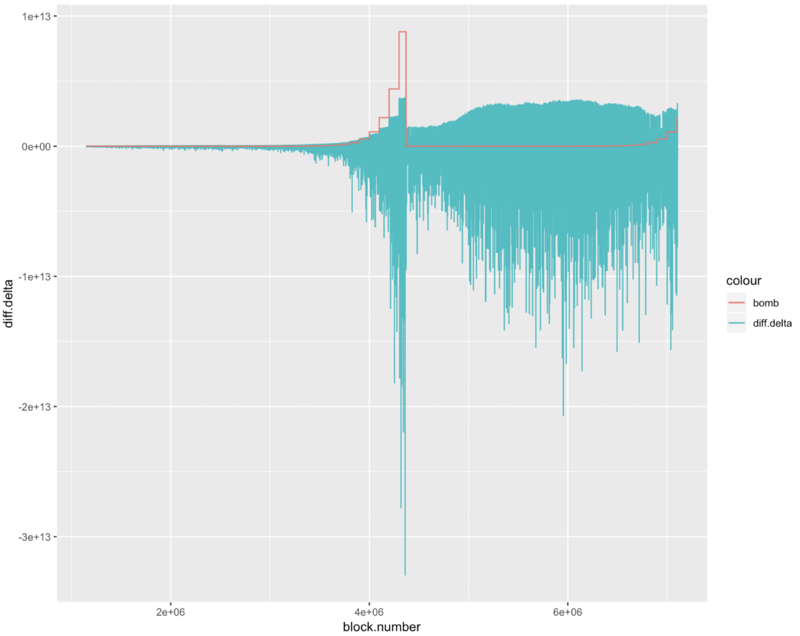 1e+13
0e+00
-1e+13
-2e+13
-3e+13
diff.delta
2e+06
4e+06
6e+06
block.number
colour
bomb
diff.delta